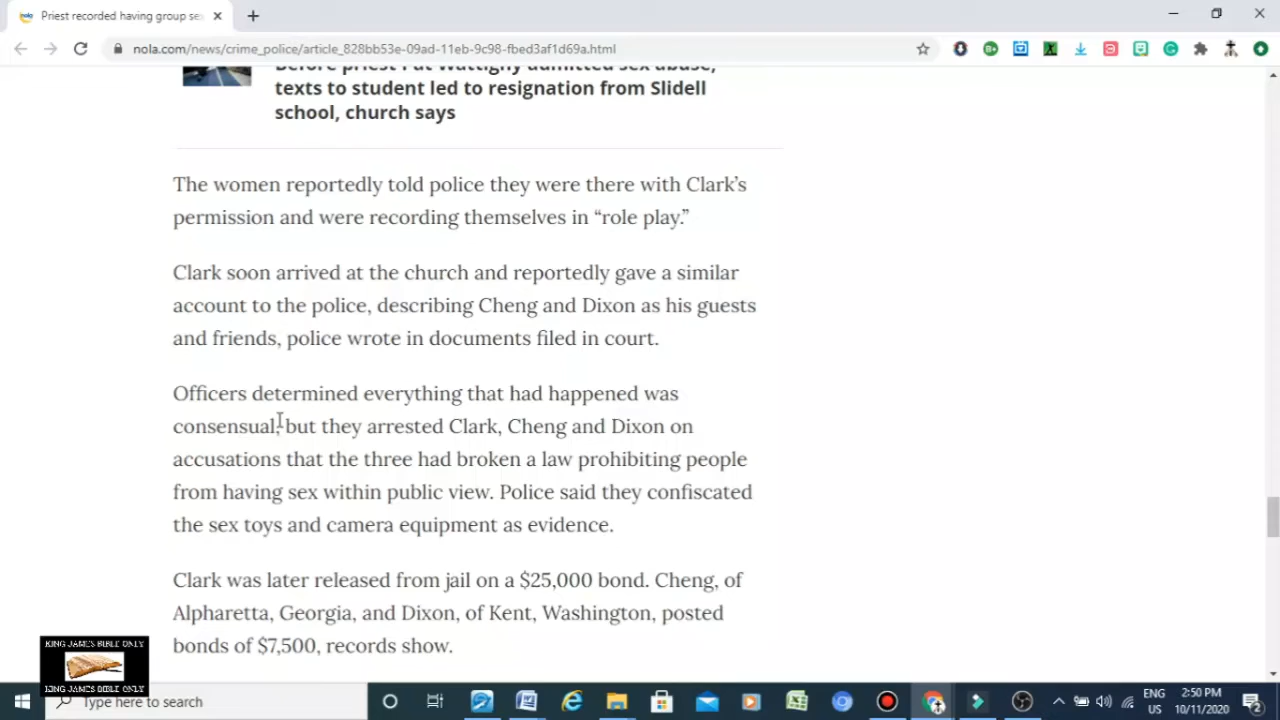 Priest recorded having group se
nola.com/news/crime_police/article_828bb53e-09ad-11eb-9c98-fbed3af1d69a.html
Before priest Pat Wattigny admitted sex abuse,
texts to student led to resignation from Slidell
school, church says
The women reportedly told police they were there with Clark’s
permission and were recording themselves in “role play.”
Clark soon arrived at the church and reportedly gave a similar
account to the police, describing Cheng and Dixon as his guests
and friends, police wrote in documents filed in court.
Officers determined everything that had happened was
consensual, but they arrested Clark, Cheng and Dixon on
accusations that the three had broken a law prohibiting people
from having sex within public view. Police said they confiscated
the sex toys and camera equipment as evidence.
Clark was later released from jail on a $25,000 bond. Cheng, of
Alpharetta, Georgia, and Dixon, of Kent, Washington, posted
bonds of $7,500, records show.
KING JAMES BIBLE ONLY
KING JAMES BIBLE ONLY
Type here to search
ENG
US
2:50 PM
10/11/2020
2